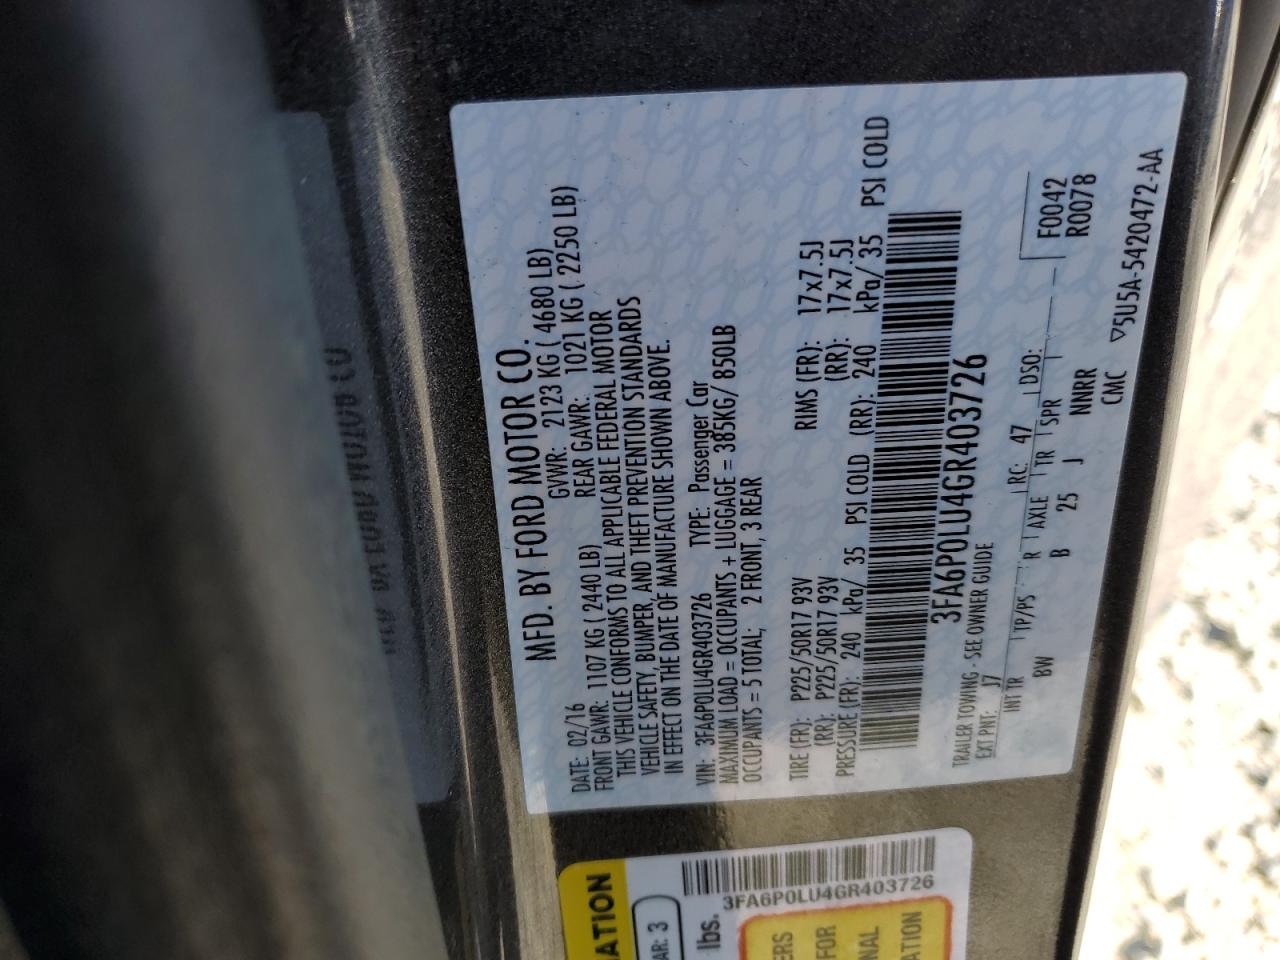 MFD. BY FORD MOTOR CO.
DATE: 02/16 GVWR: 2123 KG ( 4680 LB)
FRONT GAWR: 1107 KG ( 2440 LB) REAR GAWR: 1021 KG ( 2250 LB)
THIS VEHICLE CONFORMS TO ALL APPLICABLE FEDERAL MOTOR
VEHICLE SAFETY, BUMPER, AND THEFT PREVENTION STANDARDS
IN EFFECT ON THE DATE OF MANUFACTURE SHOWN ABOVE.
VIN: 3FA6P0LU4GR403726 TYPE: Passenger Car
MAXIMUM LOAD = OCCUPANTS + LUGGAGE = 385KG/ 850LB
OCCUPANTS = 5 TOTAL, 2 FRONT, 3 REAR
TIRE (FR): P225/50R17 93V RIMS (FR): 17x7.5J
(RR): P225/50R17 93V (RR): 17x7.5J
PRESSURE (FR): 240 kPa/ 35 PSI COLD (RR): 240 kPa/ 35 PSI COLD
3FA6P0LU4GR403726
TRAILER TOWING - SEE OWNER GUIDE
EXT PNT: J7 RC: 47 DSO: F0042
INT TR TP/PS R AXLE TR SPR R0078
BW B 25 J NNRR
CMC
▽5U5A-5420472-AA
ATION
AR: 3
lbs.
3FA6P0LU4GR403726
ERS
FOR
NAL
ATION